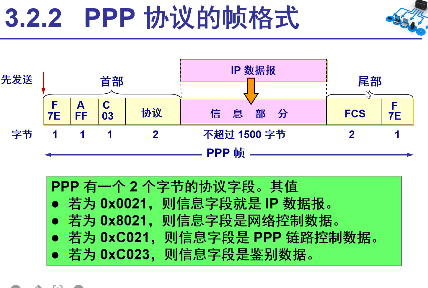 3.2.2 PPP 协议的帧格式
IP 数据报
先发送
首部
尾部
F A C
7E FF 03 协议 信 息 部 分 FCS F 7E
字节 1 1 1 2 不超过 1500 字节 2 1
PPP 帧
PPP 有一个 2 个字节的协议字段。其值
● 若为 0x0021，则信息字段就是 IP 数据报。
● 若为 0x8021，则信息字段是网络控制数据。
● 若为 0xC021，则信息字段是 PPP 链路控制数据。
● 若为 0xC023，则信息字段是鉴别数据。